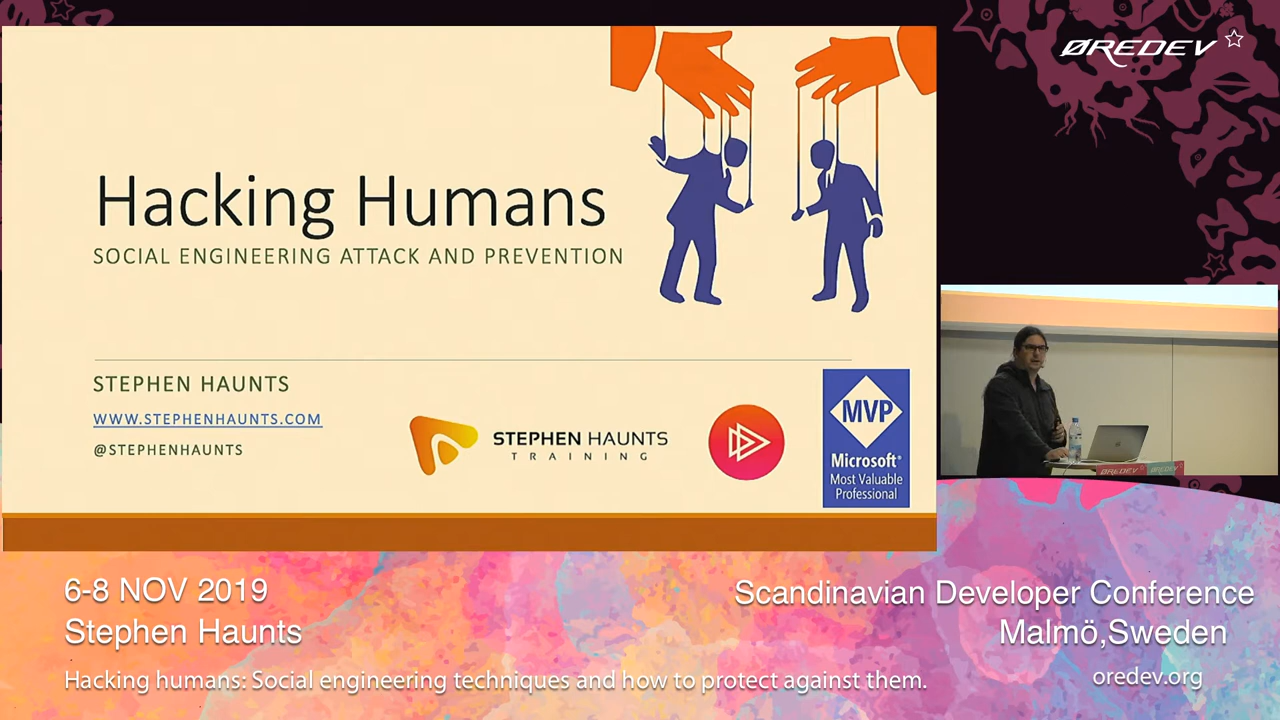 ØREDEV
Hacking Humans
SOCIAL ENGINEERING ATTACK AND PREVENTION
STEPHEN HAUNTS
WWW.STEPHENHAUNTS.COM
@STEPHENHAUNTS
STEPHEN HAUNTS
TRAINING
MVP
Microsoft®
Most Valuable
Professional
ØREDEV
ØREDEV
6-8 NOV 2019
Stephen Haunts
Hacking humans: Social engineering techniques and how to protect against them.
Scandinavian Developer Conference
Malmö,Sweden
oredev.org